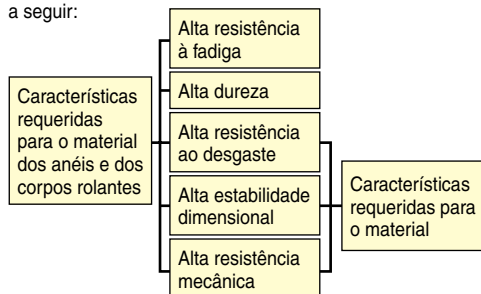 a seguir:
Alta resistência
à fadiga
Alta dureza
Características
requeridas
para o material
dos anéis e dos
corpos rolantes
Alta resistência
ao desgaste
Alta estabilidade
dimensional
Alta resistência
mecânica
Características
requeridas para
o material